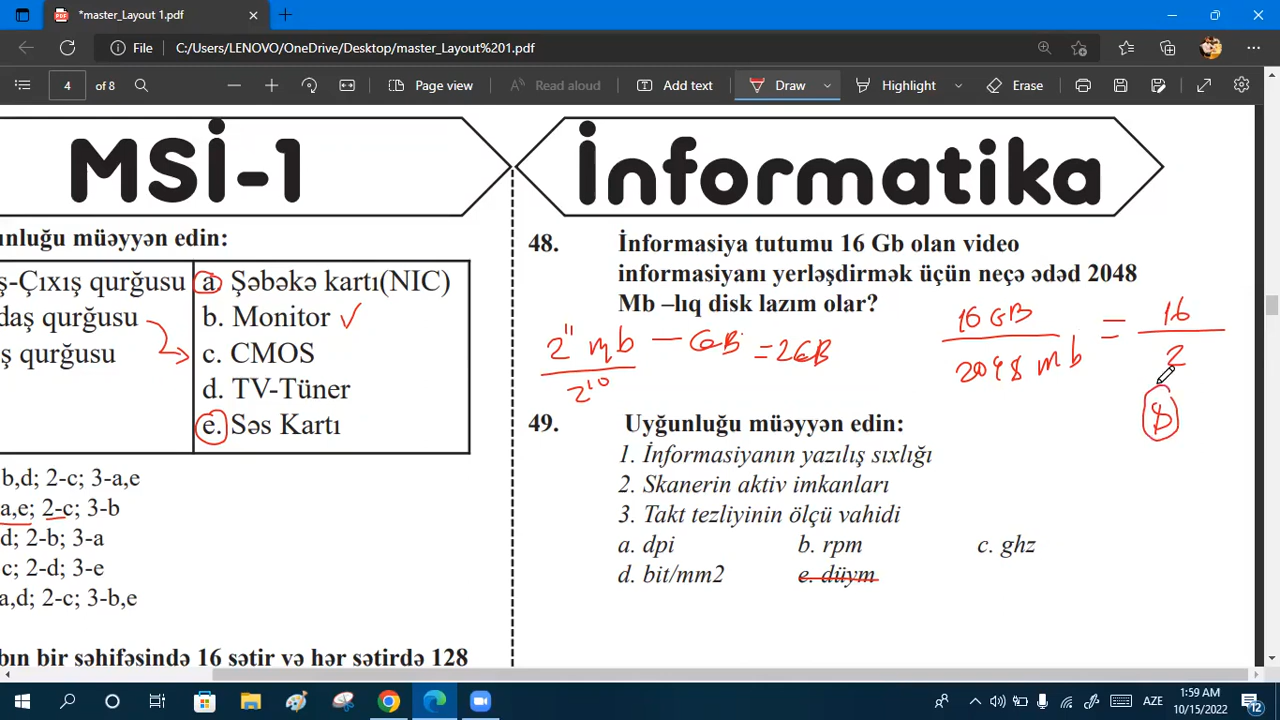 *master_Layout 1.pdf
File C:/Users/LENOVO/OneDrive/Desktop/master_Layout%201.pdf
4 of 8 Page view Read aloud Add text Draw Highlight Erase
MSİ-1
unluğu müəyyən edin:
ş-Çıxış qurğusu
daş qurğusu
ş qurğusu
a. Şəbəkə kartı(NIC)
b. Monitor
c. CMOS
d. TV-Tüner
e. Səs Kartı
b,d; 2-c; 3-a,e
a,e; 2-c; 3-b
d; 2-b; 3-a
c; 2-d; 3-e
a,d; 2-c; 3-b,e
bın bir səhifəsində 16 sətir və hər sətirdə 128
İnformatika
48. İnformasiya tutumu 16 Gb olan video
informasiyanı yerləşdirmək üçün neçə ədəd 2048
Mb –lıq disk lazım olar?
2¹¹ mb — GB = 2GB
2¹⁰
16 GB = 16
2048 mb 2
8
49. Uyğunluğu müəyyən edin:
1. İnformasiyanın yazılış sıxlığı
2. Skanerin aktiv imkanları
3. Takt tezliyinin ölçü vahidi
a. dpi b. rpm c. ghz
d. bit/mm2 e. düym
AZE
1:59 AM
10/15/2022
12